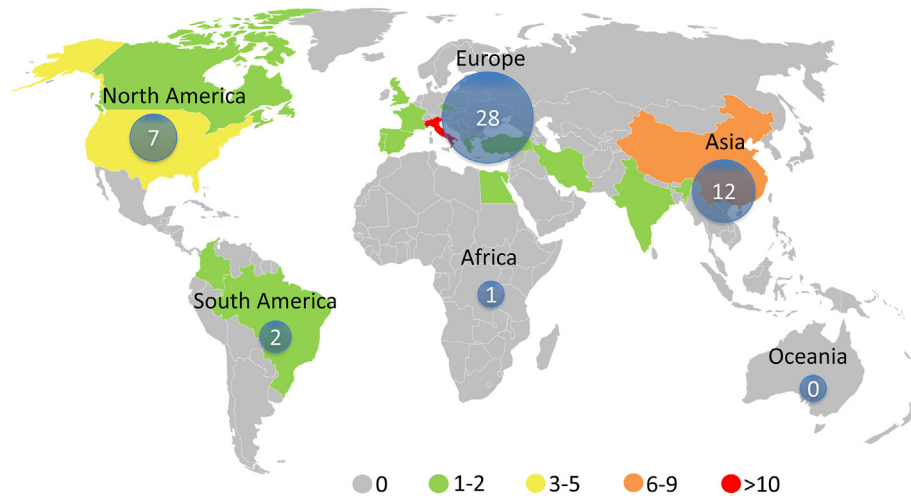 Europe
28
North America
7
Asia
12
Africa
1
South America
2
Oceania
0
0
1-2
3-5
6-9
>10